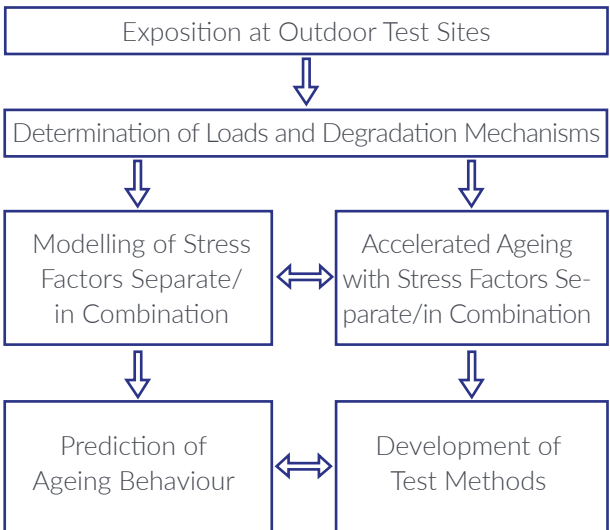 Exposition at Outdoor Test Sites
Determination of Loads and Degradation Mechanisms
Modelling of Stress
Factors Separate/
in Combination
Accelerated Ageing
with Stress Factors Se-
parate/in Combination
Prediction of
Ageing Behaviour
Development of
Test Methods